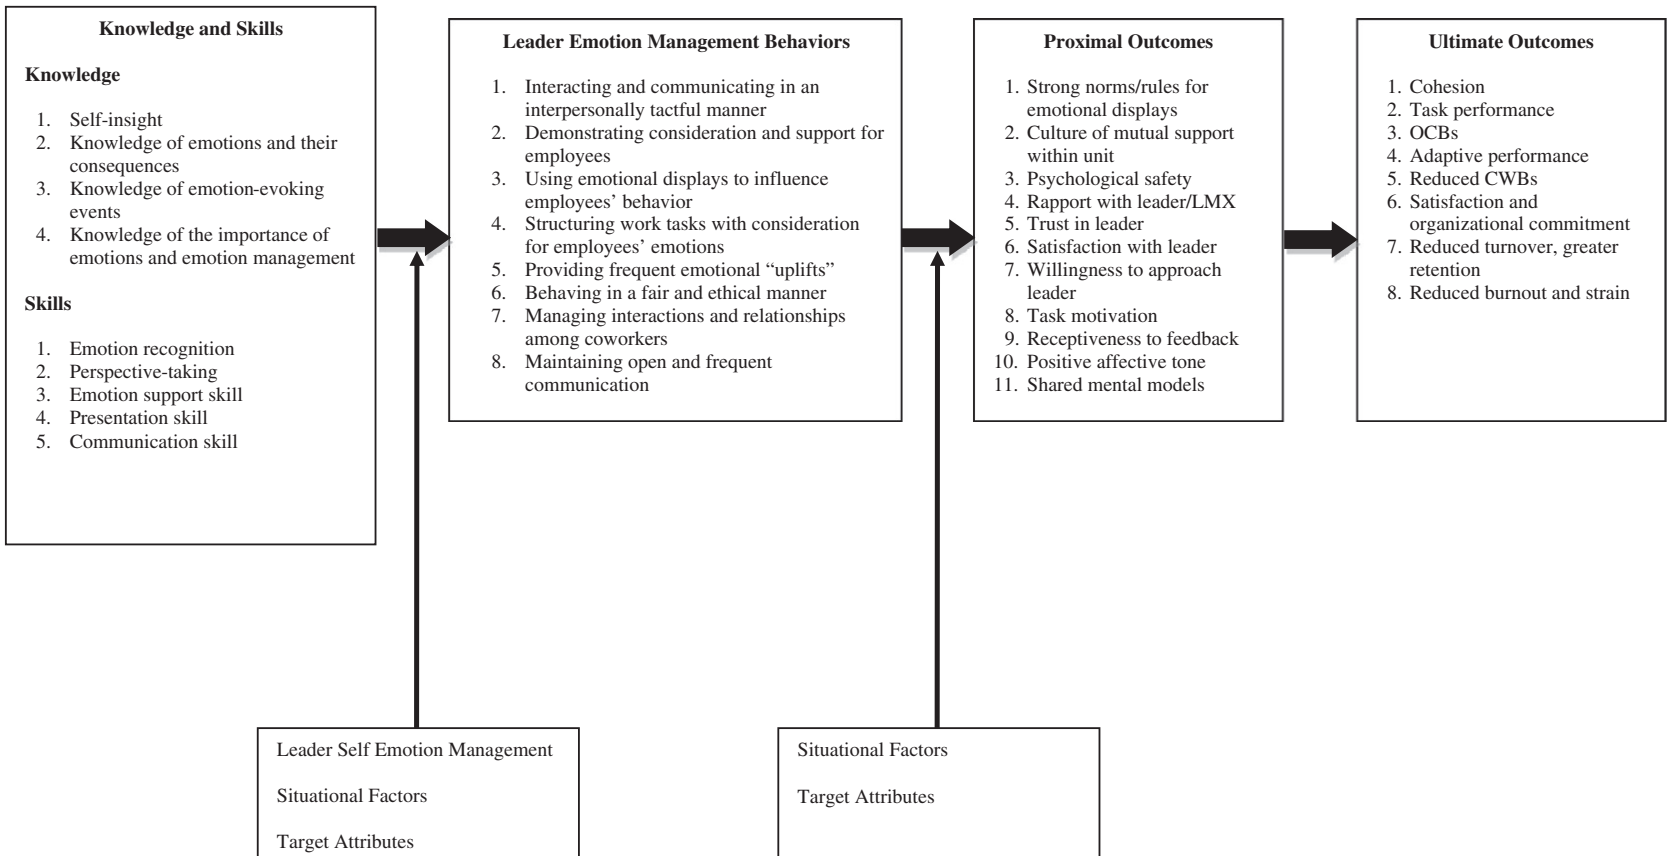 Knowledge and Skills
Knowledge
1. Self-insight
2. Knowledge of emotions and their
consequences
3. Knowledge of emotion-evoking
events
4. Knowledge of the importance of
emotions and emotion management
Skills
1. Emotion recognition
2. Perspective-taking
3. Emotion support skill
4. Presentation skill
5. Communication skill
Leader Emotion Management Behaviors
1. Interacting and communicating in an
interpersonally tactful manner
2. Demonstrating consideration and support for
employees
3. Using emotional displays to influence
employees’ behavior
4. Structuring work tasks with consideration
for employees’ emotions
5. Providing frequent emotional “uplifts”
6. Behaving in a fair and ethical manner
7. Managing interactions and relationships
among coworkers
8. Maintaining open and frequent
communication
Proximal Outcomes
1. Strong norms/rules for
emotional displays
2. Culture of mutual support
within unit
3. Psychological safety
4. Rapport with leader/LMX
5. Trust in leader
6. Satisfaction with leader
7. Willingness to approach
leader
8. Task motivation
9. Receptiveness to feedback
10. Positive affective tone
11. Shared mental models
Ultimate Outcomes
1. Cohesion
2. Task performance
3. OCBs
4. Adaptive performance
5. Reduced CWBs
6. Satisfaction and
organizational commitment
7. Reduced turnover, greater
retention
8. Reduced burnout and strain
Leader Self Emotion Management
Situational Factors
Target Attributes
Situational Factors
Target Attributes